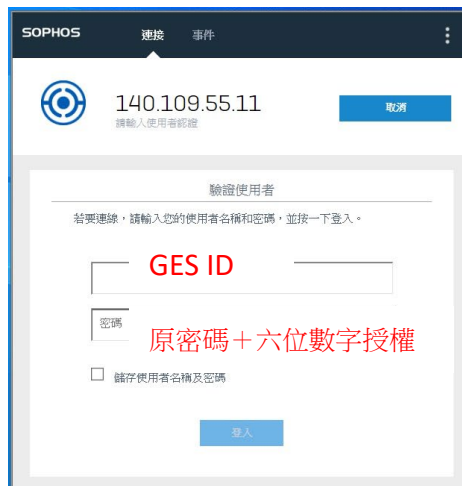 SOPHOS 連接 事件
140.109.55.11 取消
請輸入使用者認證
驗證使用者
若要連線，請輸入您的使用者名稱和密碼，並按一下登入。
GES ID
密碼
原密碼＋六位數字授權
儲存使用者名稱及密碼
登入